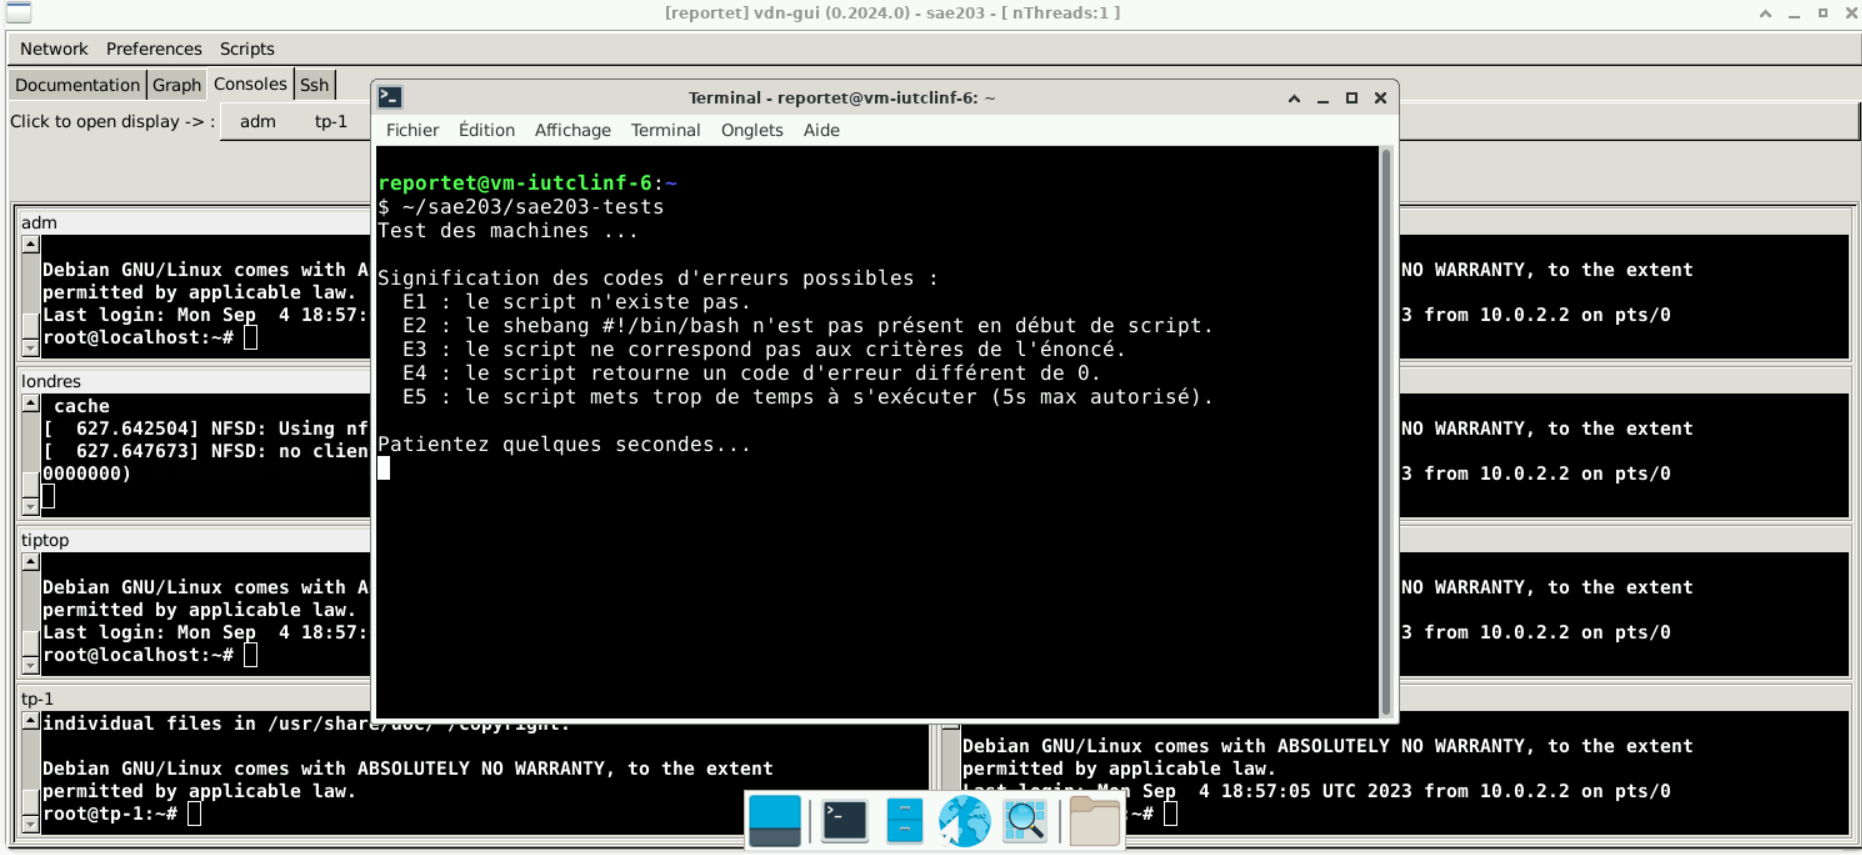 [reportet] vdn-gui (0.2024.0) - sae203 - [ nThreads:1 ]
Network Preferences Scripts
Documentation Graph Consoles Ssh
Click to open display -> : adm tp-1
Terminal - reportet@vm-iutclinf-6: ~
Fichier Édition Affichage Terminal Onglets Aide
reportet@vm-iutclinf-6:~
$ ~/sae203/sae203-tests
Test des machines ...
Signification des codes d'erreurs possibles :
E1 : le script n'existe pas.
E2 : le shebang #!/bin/bash n'est pas présent en début de script.
E3 : le script ne correspond pas aux critères de l'énoncé.
E4 : le script retourne un code d'erreur différent de 0.
E5 : le script mets trop de temps à s'exécuter (5s max autorisé).
Patientez quelques secondes...
adm
Debian GNU/Linux comes with A
permitted by applicable law.
Last login: Mon Sep 4 18:57:
root@localhost:~#
NO WARRANTY, to the extent
3 from 10.0.2.2 on pts/0
londres
cache
[ 627.642504] NFSD: Using nf
[ 627.647673] NFSD: no clien
0000000)
NO WARRANTY, to the extent
3 from 10.0.2.2 on pts/0
tiptop
Debian GNU/Linux comes with A
permitted by applicable law.
Last login: Mon Sep 4 18:57:
root@localhost:~#
NO WARRANTY, to the extent
3 from 10.0.2.2 on pts/0
tp-1
individual files in /usr/share/doc/ /copyright.
Debian GNU/Linux comes with ABSOLUTELY NO WARRANTY, to the extent
permitted by applicable law.
root@tp-1:~#
Debian GNU/Linux comes with ABSOLUTELY NO WARRANTY, to the extent
permitted by applicable law.
Last login: Mon Sep 4 18:57:05 UTC 2023 from 10.0.2.2 on pts/0
:~#